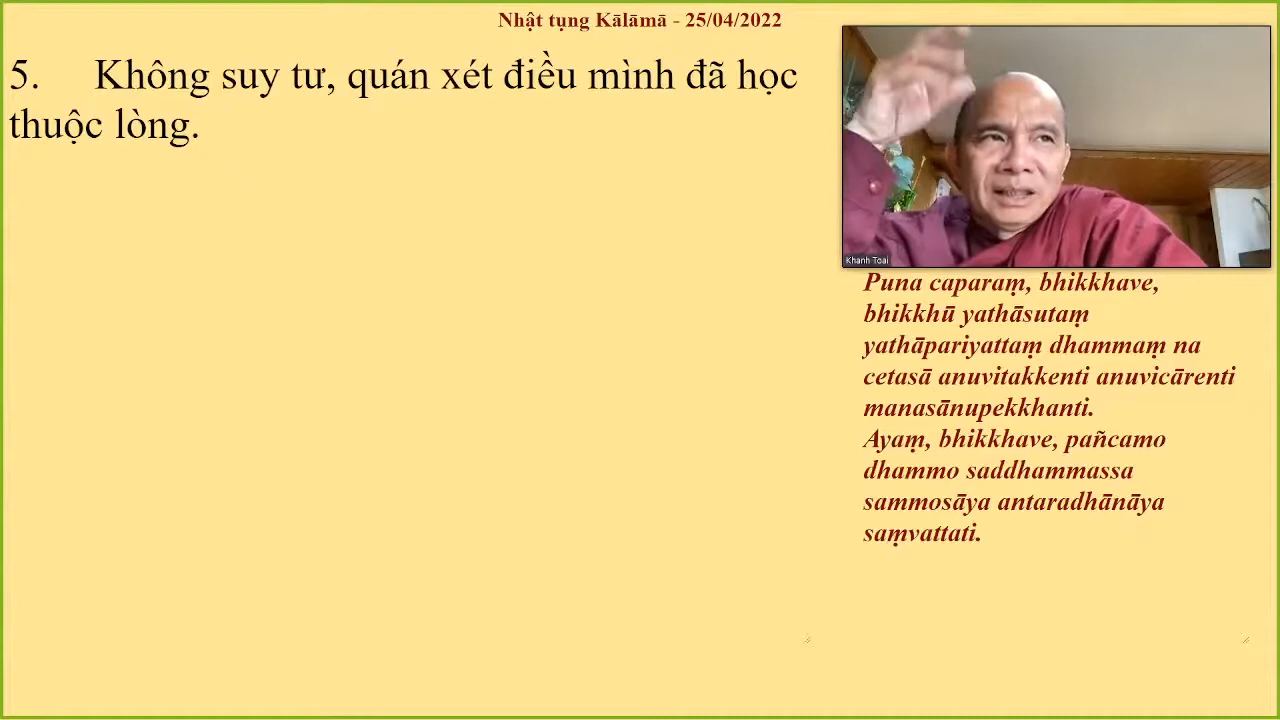 Nhật tụng Kālāmā - 25/04/2022
5. Không suy tư, quán xét điều mình đã học
thuộc lòng.
Khanh Toai
Puna caparaṃ, bhikkhave,
bhikkhū yathāsutaṃ
yathāpariyattaṃ dhammaṃ na
cetasā anuvitakkenti anuvicārenti
manasānupekkhanti.
Ayaṃ, bhikkhave, pañcamo
dhammo saddhammassa
sammosāya antaradhānāya
saṃvattati.